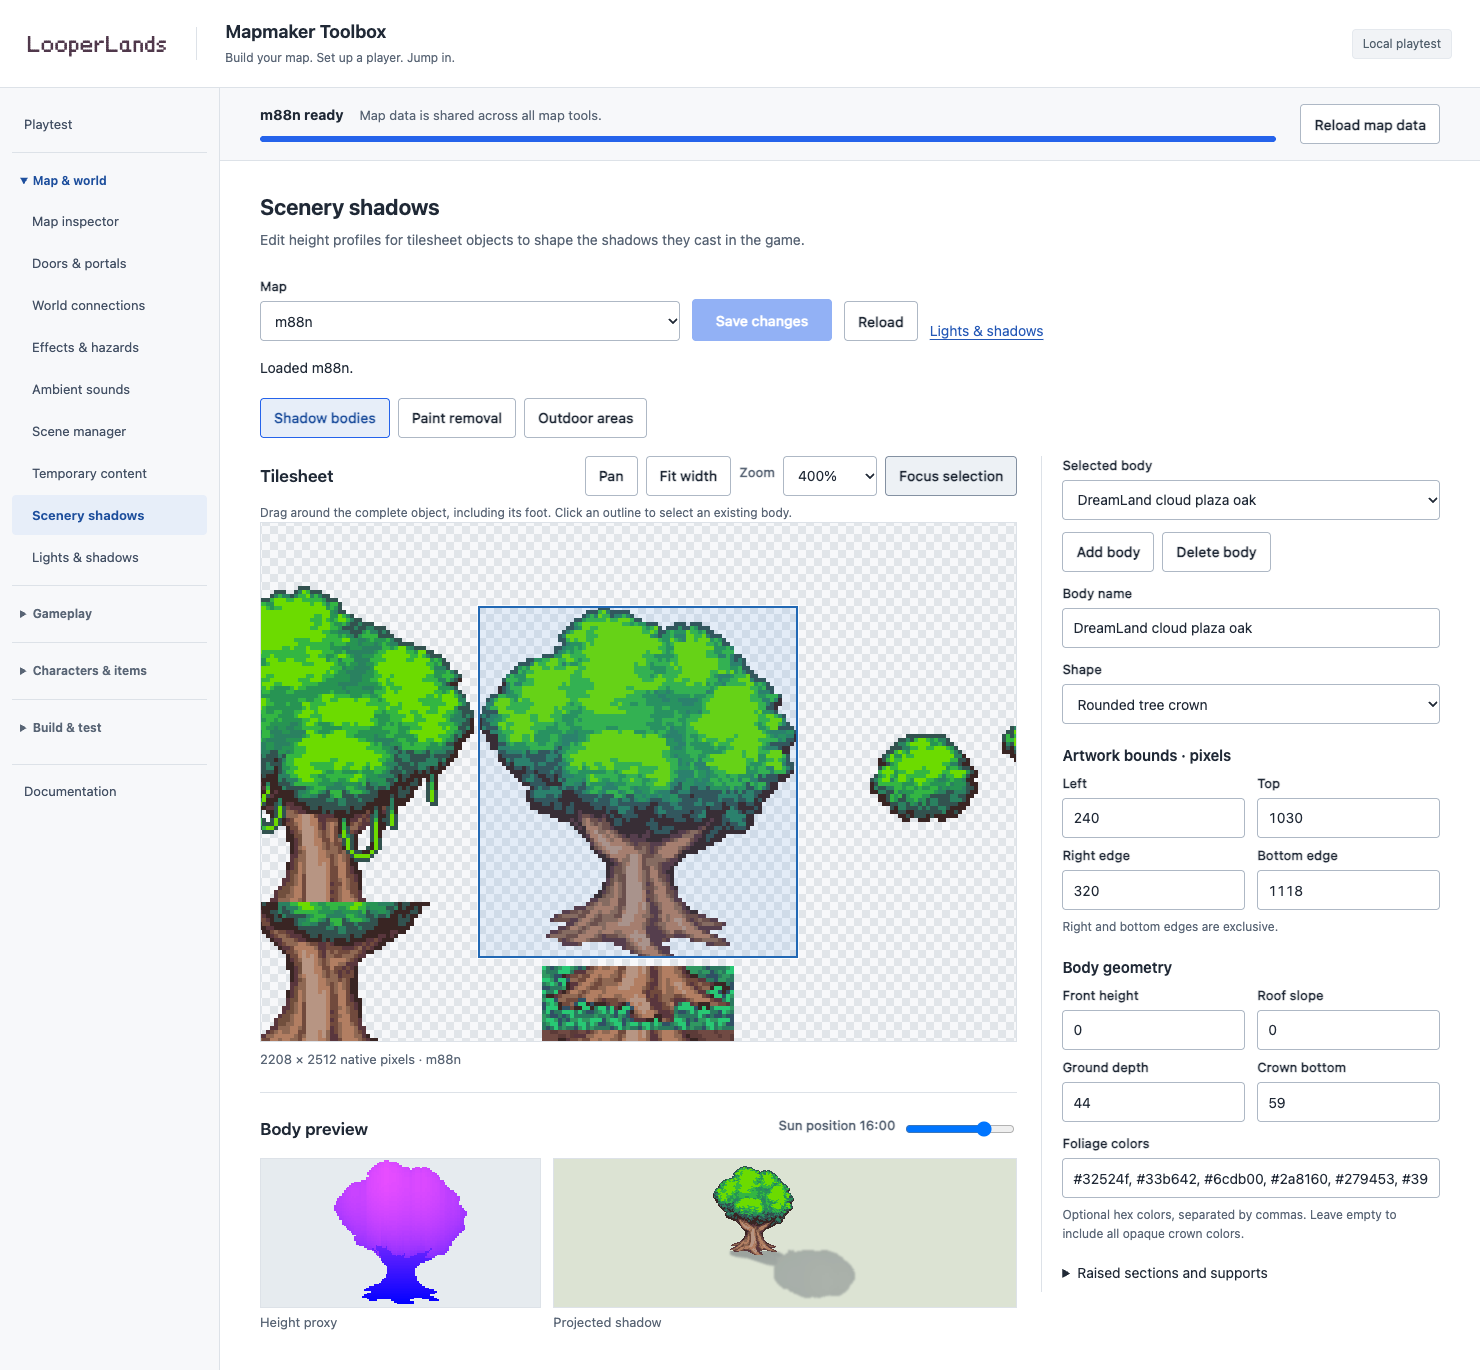 LooperLands
Mapmaker Toolbox
Build your map. Set up a player. Jump in.
Local playtest
Playtest
Map & world
Map inspector
Doors & portals
World connections
Effects & hazards
Ambient sounds
Scene manager
Temporary content
Scenery shadows
Lights & shadows
Gameplay
Characters & items
Build & test
Documentation
m88n ready Map data is shared across all map tools.
Reload map data
Scenery shadows
Edit height profiles for tilesheet objects to shape the shadows they cast in the game.
Map
m88n
Save changes
Reload
Lights & shadows
Loaded m88n.
Shadow bodies
Paint removal
Outdoor areas
Tilesheet
Pan
Fit width
Zoom
400%
Focus selection
Drag around the complete object, including its foot. Click an outline to select an existing body.
2208 × 2512 native pixels · m88n
Body preview
Sun position 16:00
Height proxy
Projected shadow
Selected body
DreamLand cloud plaza oak
Add body
Delete body
Body name
DreamLand cloud plaza oak
Shape
Rounded tree crown
Artwork bounds · pixels
Left
Top
240
1030
Right edge
Bottom edge
320
1118
Right and bottom edges are exclusive.
Body geometry
Front height
Roof slope
0
0
Ground depth
Crown bottom
44
59
Foliage colors
#32524f, #33b642, #6cdb00, #2a8160, #279453, #39
Optional hex colors, separated by commas. Leave empty to
include all opaque crown colors.
Raised sections and supports